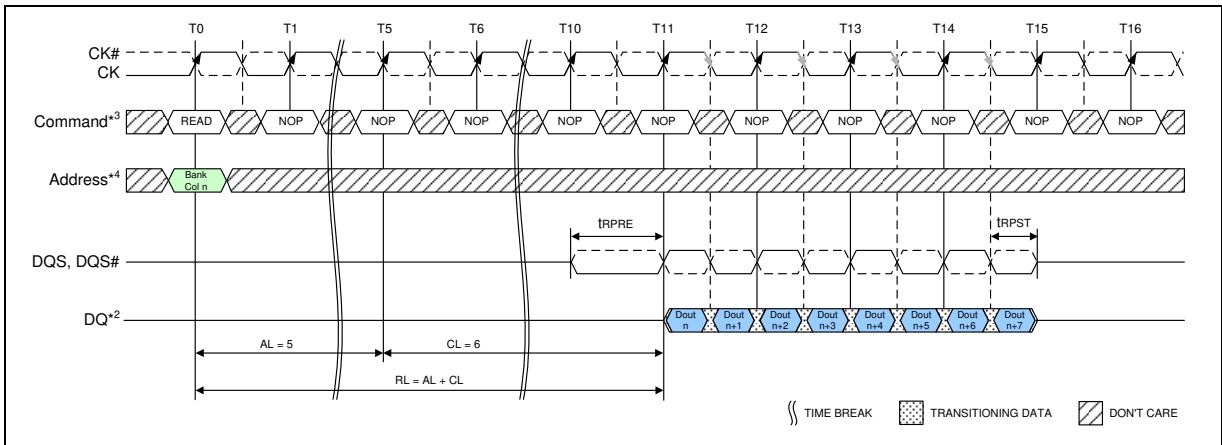 T0 T1 T5 T6 T10 T11 T12 T13 T14 T15 T16
CK#
CK
Command*3 READ NOP NOP NOP NOP NOP NOP NOP NOP NOP NOP
Address*4 Bank
Col n
tRPRE tRPST
DQS, DQS#
DQ*2 Dout
n Dout
n+1 Dout
n+2 Dout
n+3 Dout
n+4 Dout
n+5 Dout
n+6 Dout
n+7
AL = 5 CL = 6
RL = AL + CL
TIME BREAK TRANSITIONING DATA DON'T CARE